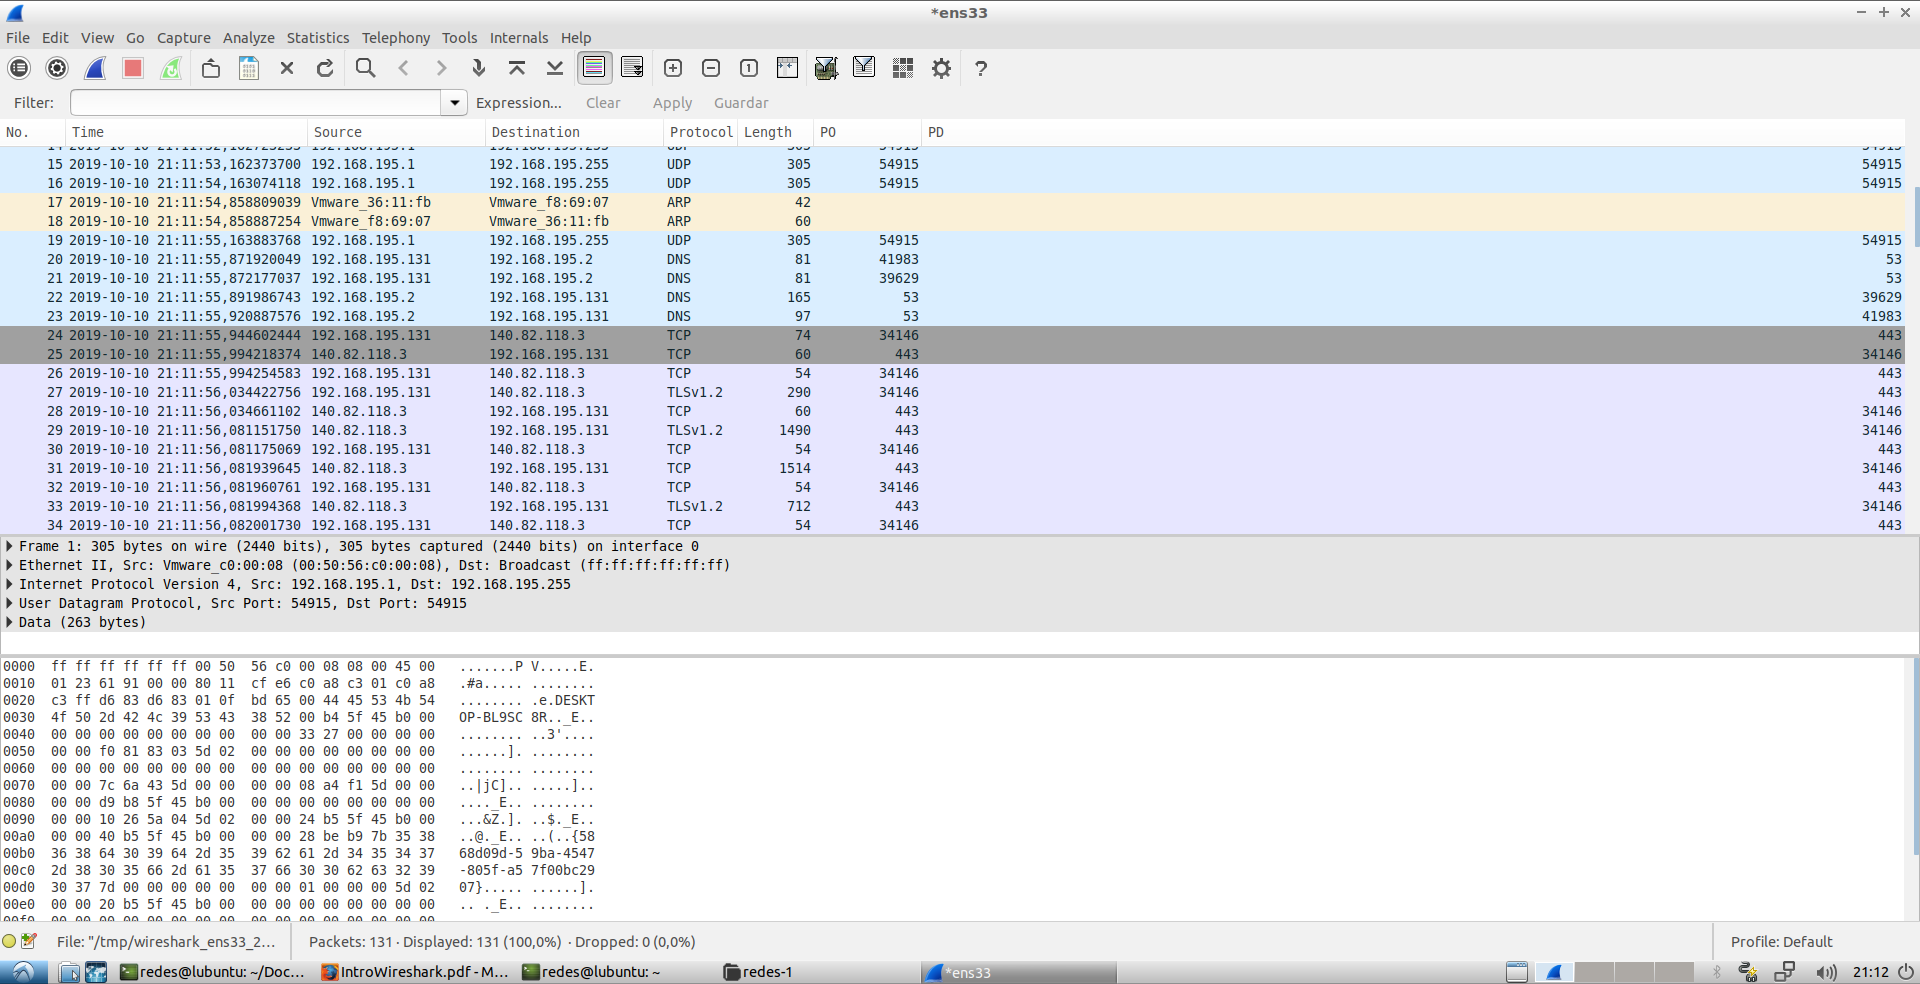 *ens33
File Edit View Go Capture Analyze Statistics Telephony Tools Internals Help
Filter: Expression... Clear Apply Guardar
No. Time Source Destination Protocol Length PO PD
15 2019-10-10 21:11:53,162373700 192.168.195.1 192.168.195.255 UDP 305 54915 54915
16 2019-10-10 21:11:54,163074118 192.168.195.1 192.168.195.255 UDP 305 54915 54915
17 2019-10-10 21:11:54,858809039 Vmware_36:11:fb Vmware_f8:69:07 ARP 42
18 2019-10-10 21:11:54,858887254 Vmware_f8:69:07 Vmware_36:11:fb ARP 60
19 2019-10-10 21:11:55,163883768 192.168.195.1 192.168.195.255 UDP 305 54915 54915
20 2019-10-10 21:11:55,871920049 192.168.195.131 192.168.195.2 DNS 81 41983 53
21 2019-10-10 21:11:55,872177037 192.168.195.131 192.168.195.2 DNS 81 39629 53
22 2019-10-10 21:11:55,891986743 192.168.195.2 192.168.195.131 DNS 165 53 39629
23 2019-10-10 21:11:55,920887576 192.168.195.2 192.168.195.131 DNS 97 53 41983
24 2019-10-10 21:11:55,944602444 192.168.195.131 140.82.118.3 TCP 74 34146 443
25 2019-10-10 21:11:55,994218374 140.82.118.3 192.168.195.131 TCP 60 443 34146
26 2019-10-10 21:11:55,994254583 192.168.195.131 140.82.118.3 TCP 54 34146 443
27 2019-10-10 21:11:56,034422756 192.168.195.131 140.82.118.3 TLSv1.2 290 34146 443
28 2019-10-10 21:11:56,034661102 140.82.118.3 192.168.195.131 TCP 60 443 34146
29 2019-10-10 21:11:56,081151750 140.82.118.3 192.168.195.131 TLSv1.2 1490 443 34146
30 2019-10-10 21:11:56,081175069 192.168.195.131 140.82.118.3 TCP 54 34146 443
31 2019-10-10 21:11:56,081939645 140.82.118.3 192.168.195.131 TCP 1514 443 34146
32 2019-10-10 21:11:56,081960761 192.168.195.131 140.82.118.3 TCP 54 34146 443
33 2019-10-10 21:11:56,081994368 140.82.118.3 192.168.195.131 TLSv1.2 712 443 34146
34 2019-10-10 21:11:56,082001730 192.168.195.131 140.82.118.3 TCP 54 34146 443
Frame 1: 305 bytes on wire (2440 bits), 305 bytes captured (2440 bits) on interface 0
Ethernet II, Src: Vmware_c0:00:08 (00:50:56:c0:00:08), Dst: Broadcast (ff:ff:ff:ff:ff:ff)
Internet Protocol Version 4, Src: 192.168.195.1, Dst: 192.168.195.255
User Datagram Protocol, Src Port: 54915, Dst Port: 54915
Data (263 bytes)
0000 ff ff ff ff ff ff 00 50 56 c0 00 08 08 00 45 00 .......P V.....E.
0010 01 23 61 91 00 00 80 11 cf e6 c0 a8 c3 01 c0 a8 .#a..... ........
0020 c3 ff d6 83 d6 83 01 0f bd 65 00 44 45 53 4b 54 ........ .e.DESKT
0030 4f 50 2d 42 4c 39 53 43 38 52 00 b4 5f 45 b0 00 OP-BL9SC 8R.._E..
0040 00 00 00 00 00 00 00 00 00 00 33 27 00 00 00 00 ........ ..3'....
0050 00 00 f0 81 83 03 5d 02 00 00 00 00 00 00 00 00 ......]. ........
0060 00 00 00 00 00 00 00 00 00 00 00 00 00 00 00 00 ........ ........
0070 00 00 7c 6a 43 5d 00 00 00 00 08 a4 f1 5d 00 00 ..|jC].. .....]..
0080 00 00 d9 b8 5f 45 b0 00 00 00 00 00 00 00 00 00 ...._E.. ........
0090 00 00 10 26 5a 04 5d 02 00 00 24 b5 5f 45 b0 00 ...&Z.]. ..$._E..
00a0 00 00 40 b5 5f 45 b0 00 00 00 28 be b9 7b 35 38 ..@._E.. ..(..{58
00b0 36 38 64 30 39 64 2d 35 39 62 61 2d 34 35 34 37 68d09d-5 9ba-4547
00c0 2d 38 30 35 66 2d 61 35 37 66 30 30 62 63 32 39 -805f-a5 7f00bc29
00d0 30 37 7d 00 00 00 00 00 00 00 01 00 00 00 5d 02 07}..... ......].
00e0 00 00 20 b5 5f 45 b0 00 00 00 00 00 00 00 00 00 .. ._E.. ........
File: "/tmp/wireshark_ens33_2... Packets: 131 · Displayed: 131 (100,0%) · Dropped: 0 (0,0%) Profile: Default
redes@lubuntu: ~/Doc... IntroWireshark.pdf - M... redes@lubuntu: ~ redes-1 *ens33 21:12